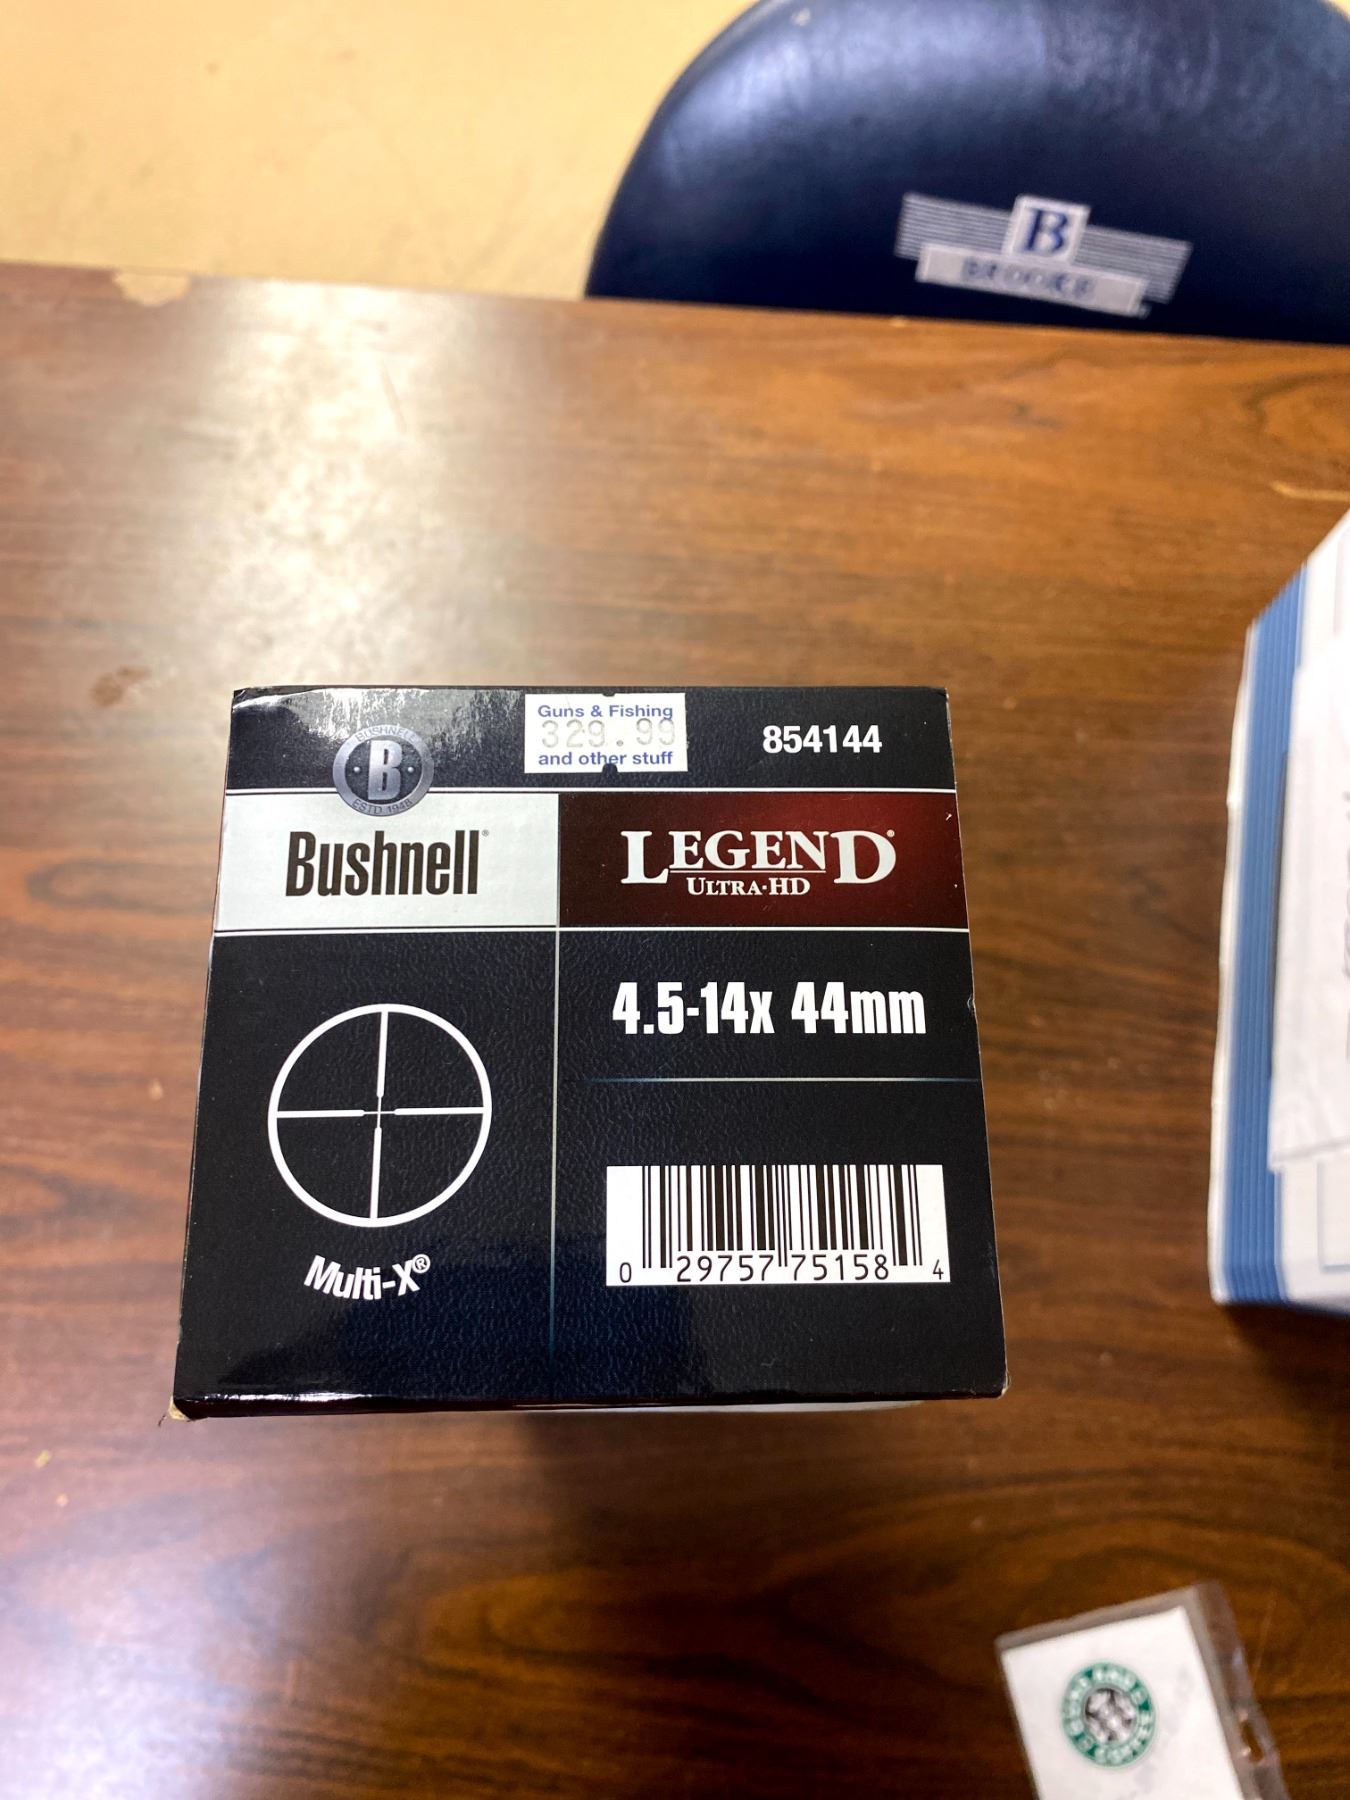 B
BROOKE
Guns & Fishing
329.99
and other stuff
854144
BUSHNELL
B
ESTD 1948
Bushnell®
LEGEND®
ULTRA·HD
4.5-14x 44mm
Multi-X®
0 29757 75158 4